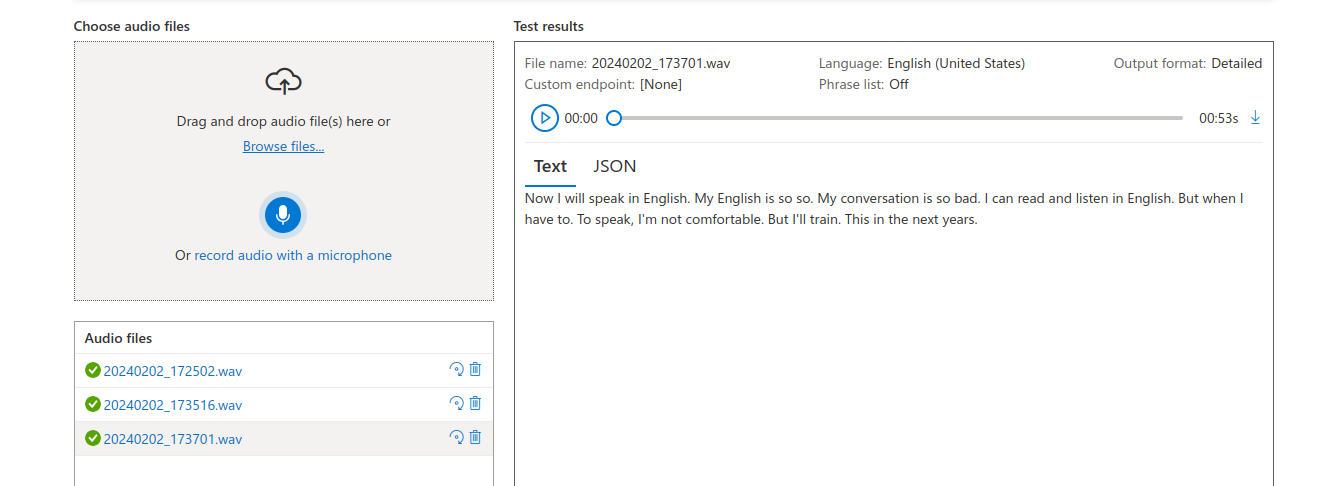 Choose audio files
Drag and drop audio file(s) here or
Browse files...
Or record audio with a microphone
Audio files
20240202_172502.wav
20240202_173516.wav
20240202_173701.wav
Test results
File name: 20240202_173701.wav Language: English (United States) Output format: Detailed
Custom endpoint: [None] Phrase list: Off
00:00 00:53s
Text JSON
Now I will speak in English. My English is so so. My conversation is so bad. I can read and listen in English. But when I
have to. To speak, I'm not comfortable. But I'll train. This in the next years.